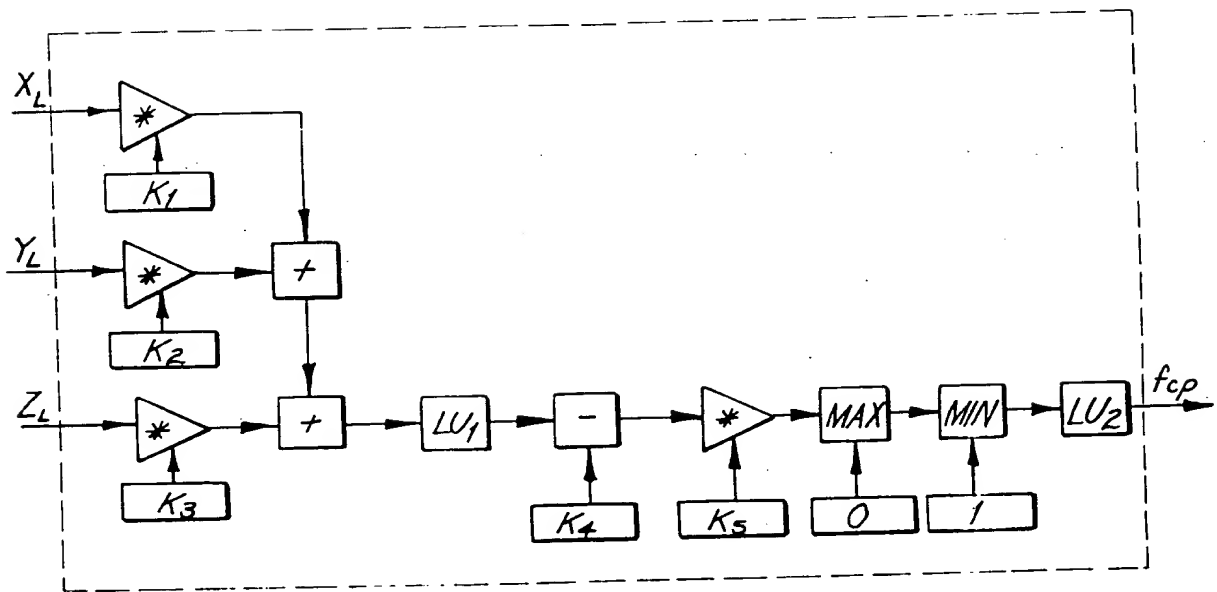 X_L
*
K_1
Y_L
*
+
K_2
Z_L
*
+
LU_1
-
*
MAX
MIN
LU_2
f_cp
K_3
K_4
K_5
0
1